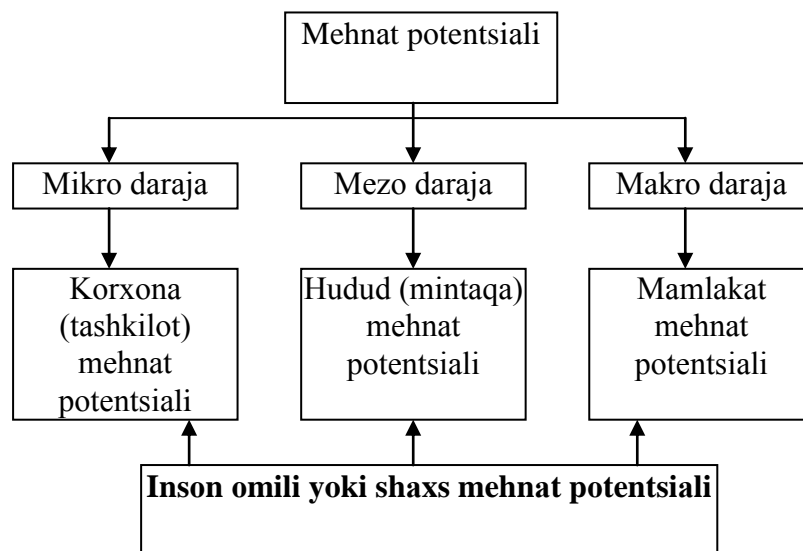 Mehnat potentsiali
Mikro daraja
Mezo daraja
Makro daraja
Korxona
(tashkilot)
mehnat
potentsiali
Hudud (mintaqa)
mehnat
potentsiali
Mamlakat
mehnat
potentsiali
Inson omili yoki shaxs mehnat potentsiali